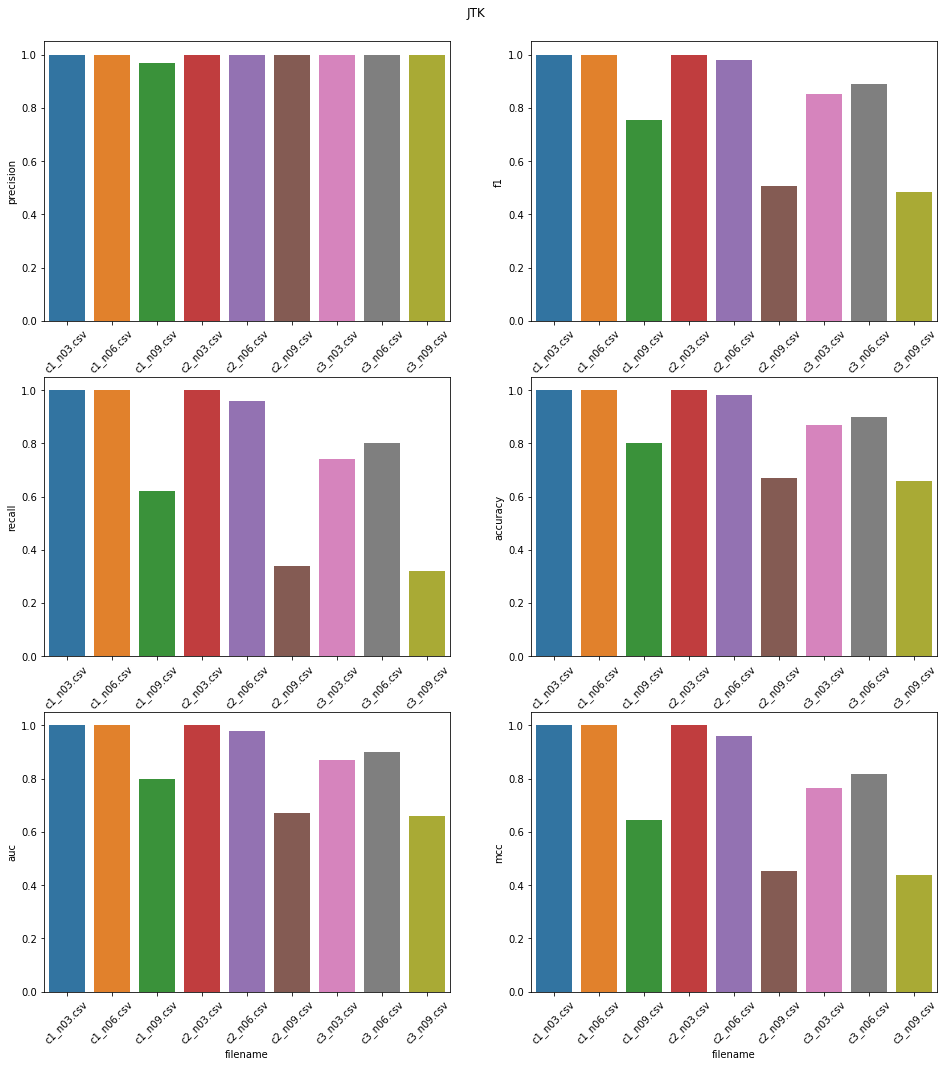 JTK
precision
1.0
0.8
0.6
0.4
0.2
0.0
c1_n03.csv
c1_n06.csv
c1_n09.csv
c2_n03.csv
c2_n06.csv
c2_n09.csv
c3_n03.csv
c3_n06.csv
c3_n09.csv
f1
1.0
0.8
0.6
0.4
0.2
0.0
c1_n03.csv
c1_n06.csv
c1_n09.csv
c2_n03.csv
c2_n06.csv
c2_n09.csv
c3_n03.csv
c3_n06.csv
c3_n09.csv
recall
1.0
0.8
0.6
0.4
0.2
0.0
c1_n03.csv
c1_n06.csv
c1_n09.csv
c2_n03.csv
c2_n06.csv
c2_n09.csv
c3_n03.csv
c3_n06.csv
c3_n09.csv
accuracy
1.0
0.8
0.6
0.4
0.2
0.0
c1_n03.csv
c1_n06.csv
c1_n09.csv
c2_n03.csv
c2_n06.csv
c2_n09.csv
c3_n03.csv
c3_n06.csv
c3_n09.csv
auc
1.0
0.8
0.6
0.4
0.2
0.0
c1_n03.csv
c1_n06.csv
c1_n09.csv
c2_n03.csv
c2_n06.csv
c2_n09.csv
c3_n03.csv
c3_n06.csv
c3_n09.csv
filename
mcc
1.0
0.8
0.6
0.4
0.2
0.0
c1_n03.csv
c1_n06.csv
c1_n09.csv
c2_n03.csv
c2_n06.csv
c2_n09.csv
c3_n03.csv
c3_n06.csv
c3_n09.csv
filename